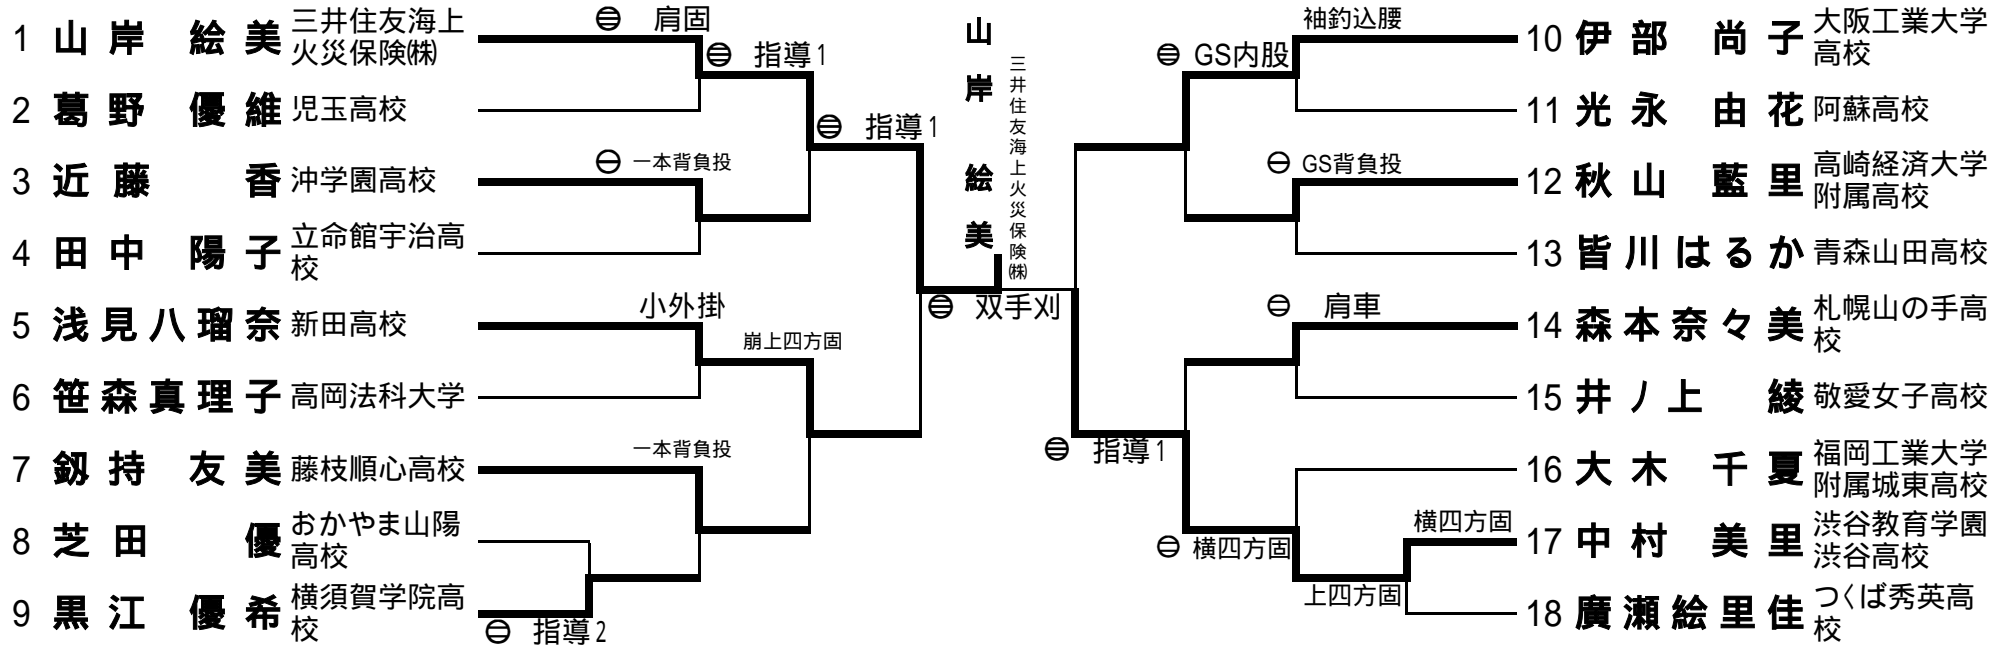 1 山岸 絵美 三井住友海上
火災保険㈱
2 葛野 優維 児玉高校
3 近藤 香 沖学園高校
4 田中 陽子 立命館宇治高
校
5 浅見八瑠奈 新田高校
6 笹森真理子 高岡法科大学
7 釼持 友美 藤枝順心高校
8 芝田 優 おかやま山陽
高校
9 黒江 優希 横須賀学院高
校
肩固
指導1
指導1
一本背負投
小外掛
崩上四方固
一本背負投
指導2
山岸 絵美
三井住友海上火災保険㈱
双手刈
袖釣込腰
GS内股
GS背負投
肩車
指導1
横四方固
横四方固
上四方固
10 伊部 尚子 大阪工業大学
高校
11 光永 由花 阿蘇高校
12 秋山 藍里 高崎経済大学
附属高校
13 皆川はるか 青森山田高校
14 森本奈々美 札幌山の手高
校
15 井ノ上 綾 敬愛女子高校
16 大木 千夏 福岡工業大学
附属城東高校
17 中村 美里 渋谷教育学園
渋谷高校
18 廣瀬絵里佳 つくば秀英高
校